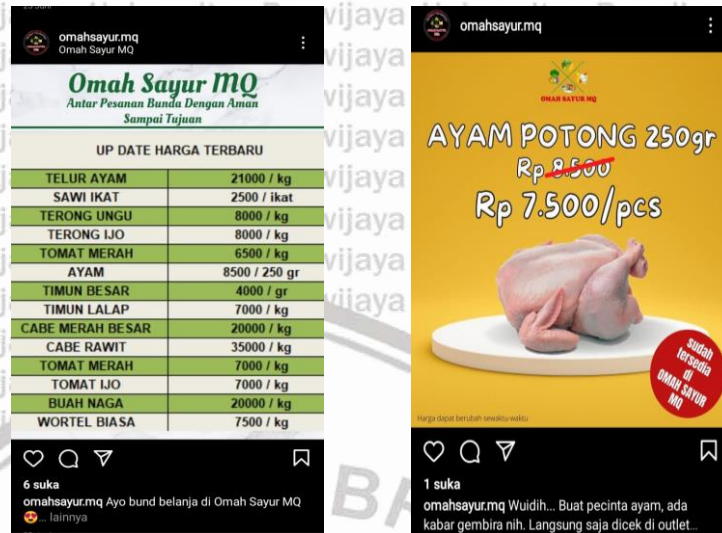 omahsayur.mq
Omah Sayur MQ
Omah Sayur MQ
Antar Pesanan Bunda Dengan Aman
Sampai Tujuan
UP DATE HARGA TERBARU
TELUR AYAM 21000 / kg
SAWI IKAT 2500 / ikat
TERONG UNGU 8000 / kg
TERONG IJO 8000 / kg
TOMAT MERAH 6500 / kg
AYAM 8500 / 250 gr
TIMUN BESAR 4000 / gr
TIMUN LALAP 7000 / kg
CABE MERAH BESAR 20000 / kg
CABE RAWIT 35000 / kg
TOMAT MERAH 7000 / kg
TOMAT IJO 7000 / kg
BUAH NAGA 20000 / kg
WORTEL BIASA 7500 / kg
6 suka
omahsayur.mq Ayo bund belanja di Omah Sayur MQ
😍... lainnya
omahsayur.mq
OMAH SAYUR MQ
AYAM POTONG 250gr
Rp 8.500
Rp 7.500/pcs
sudah
tersedia
di
OMAH SAYUR
MQ
Harga dapat berubah sewaktu-waktu
1 suka
omahsayur.mq Wuidih... Buat pecinta ayam, ada
kabar gembira nih. Langsung saja dicek di outlet...